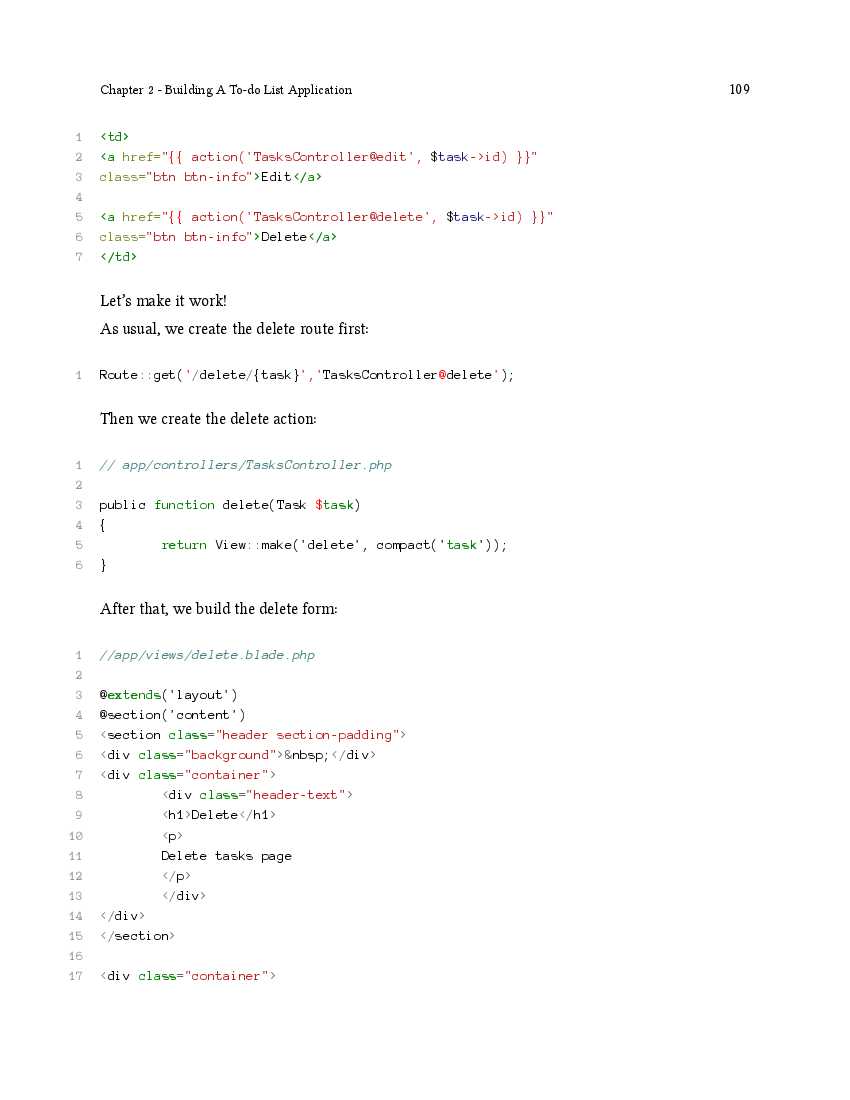 Chapter 2 - Building A To-do List Application 109
1 <td>
2 <a href="{{ action('TasksController@edit', $task->id) }}"
3 class="btn btn-info">Edit</a>
4
5 <a href="{{ action('TasksController@delete', $task->id) }}"
6 class="btn btn-info">Delete</a>
7 </td>
Let's make it work!
As usual, we create the delete route first:
1 Route::get('/delete/{task}','TasksController@delete');
Then we create the delete action:
1 // app/controllers/TasksController.php
2
3 public function delete(Task $task)
4 {
5         return View::make('delete', compact('task'));
6 }
After that, we build the delete form:
1 //app/views/delete.blade.php
2
3 @extends('layout')
4 @section('content')
5 <section class="header section-padding">
6 <div class="background">&nbsp;</div>
7 <div class="container">
8         <div class="header-text">
9         <h1>Delete</h1>
10         <p>
11         Delete tasks page
12         </p>
13         </div>
14 </div>
15 </section>
16
17 <div class="container">